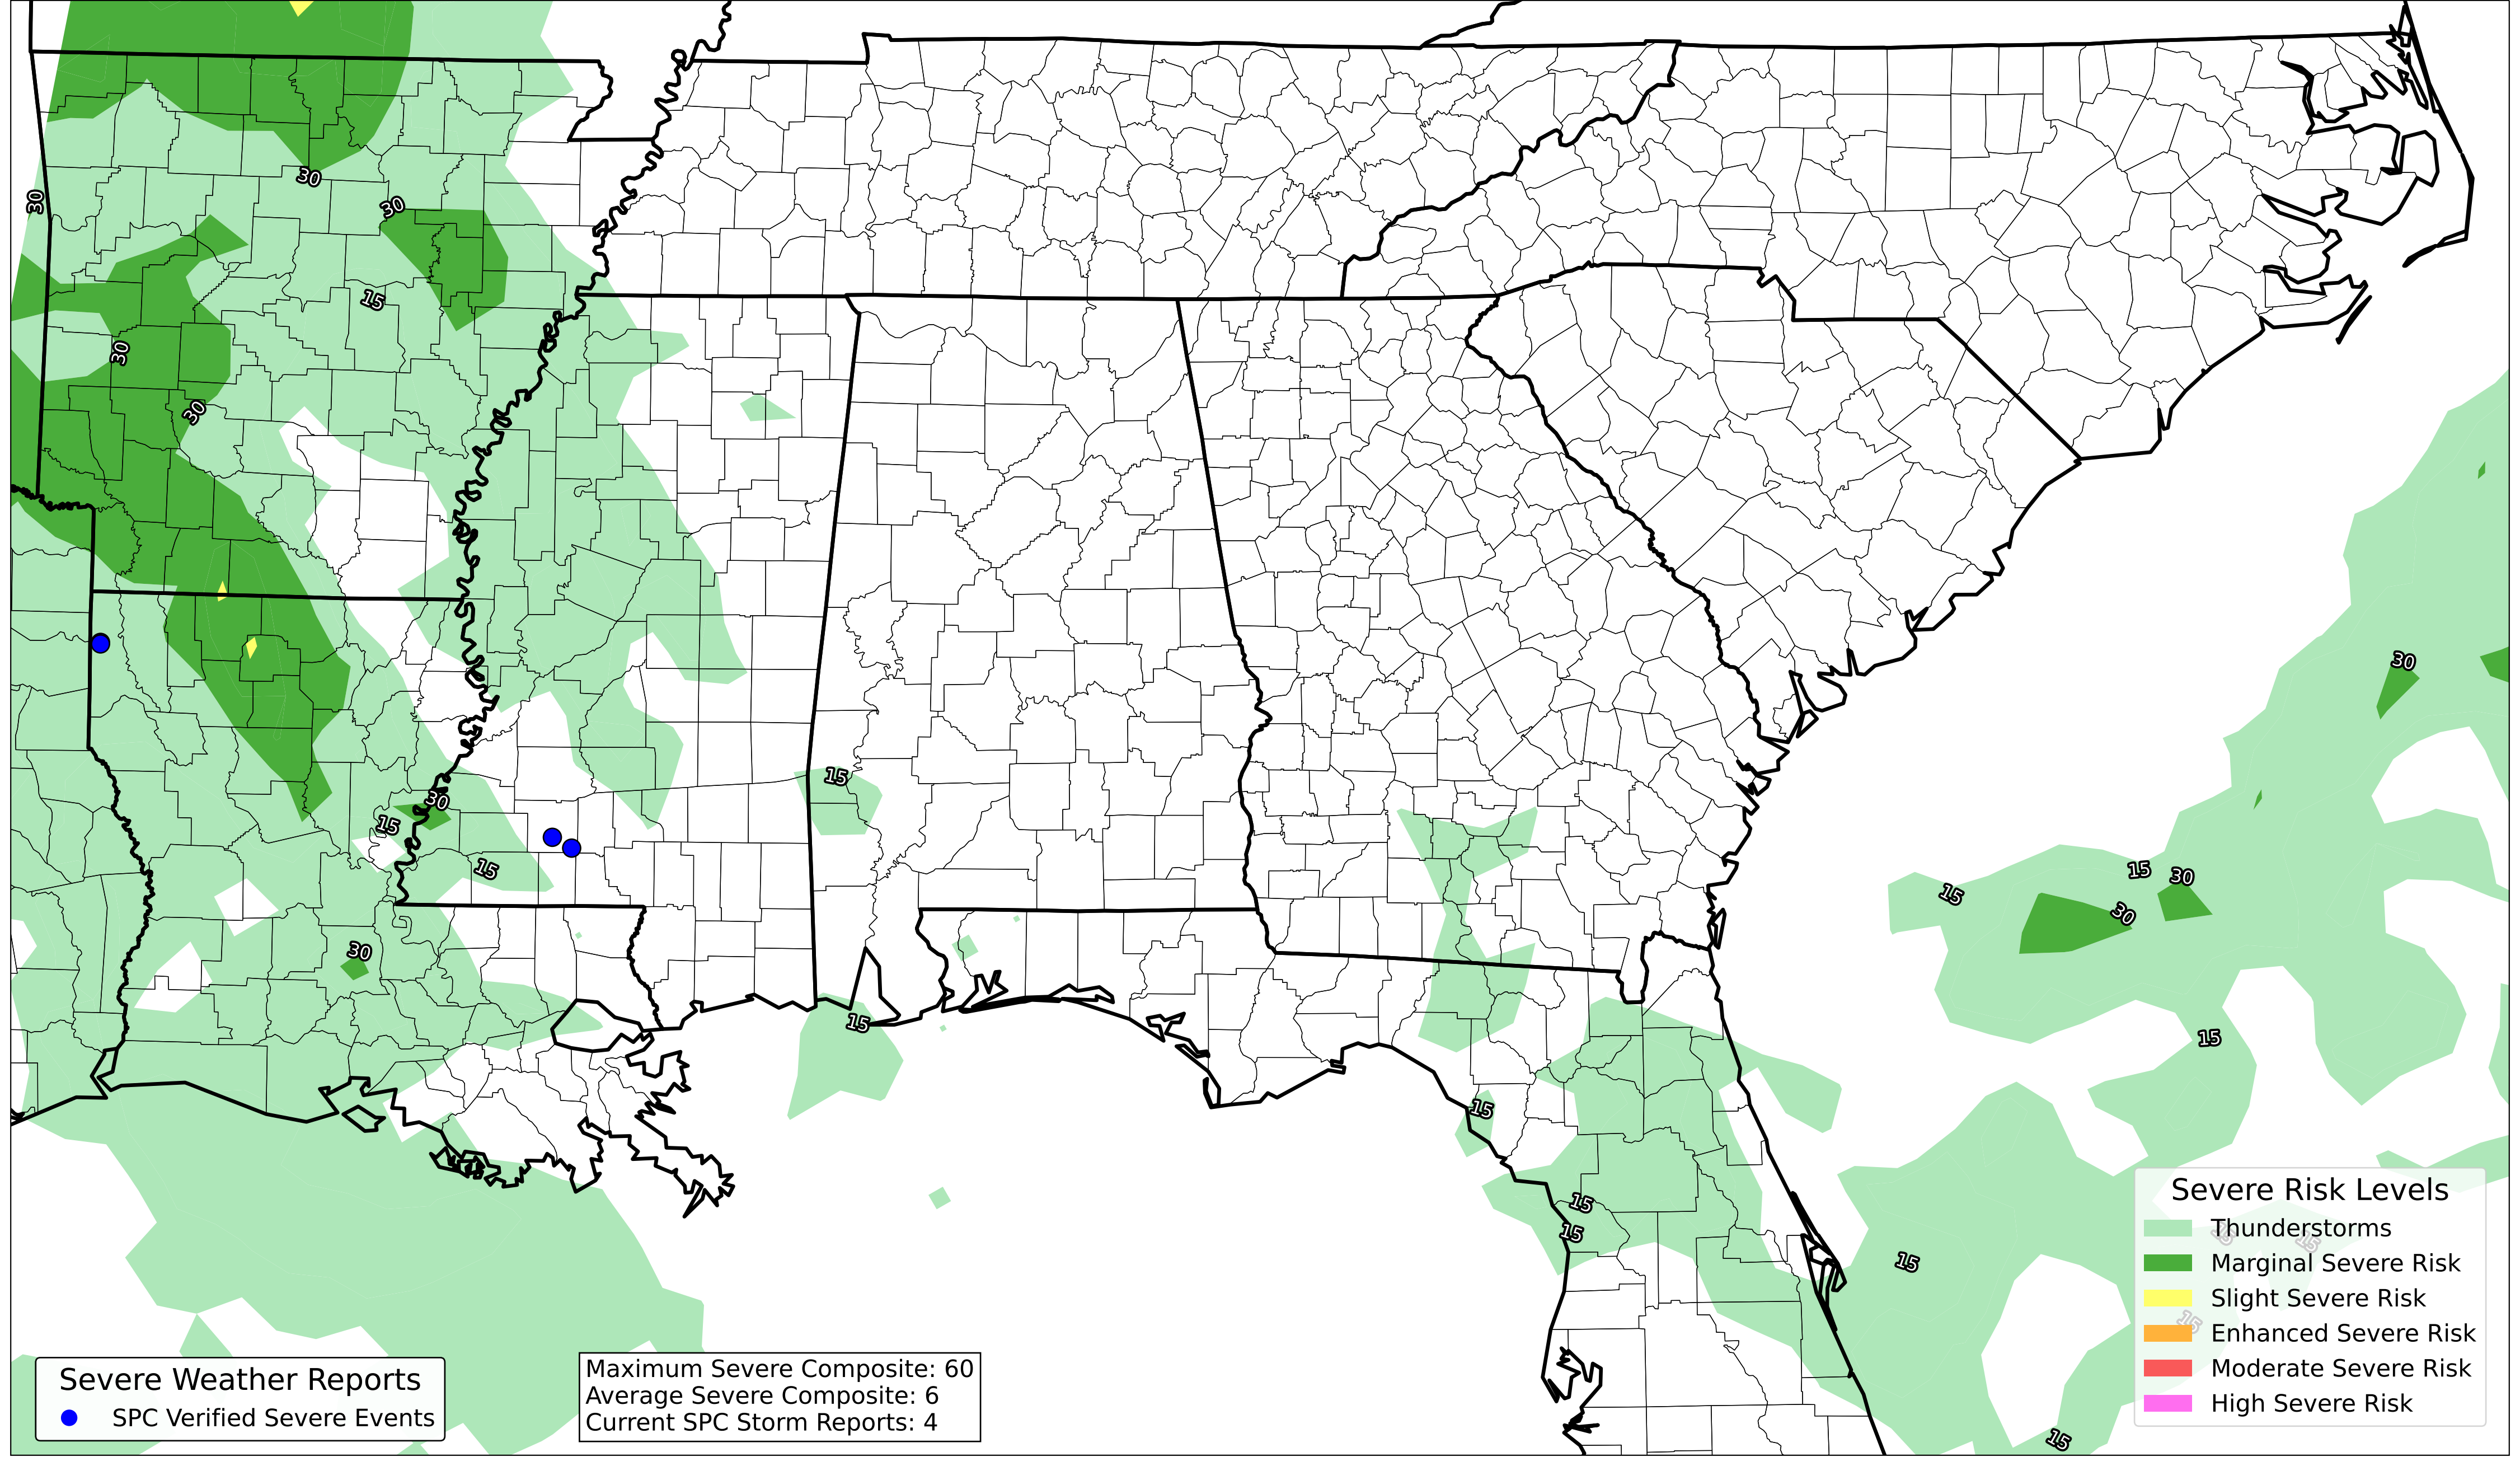 30
30
30
15
30
30
30
15
30
15
15
30
15
30
30
15
15
15
15
15
15
15
15
15
15
15
Severe Risk Levels
Thunderstorms
Marginal Severe Risk
Slight Severe Risk
Enhanced Severe Risk
Moderate Severe Risk
High Severe Risk
Severe Weather Reports
SPC Verified Severe Events
Maximum Severe Composite: 60
Average Severe Composite: 6
Current SPC Storm Reports: 4
15